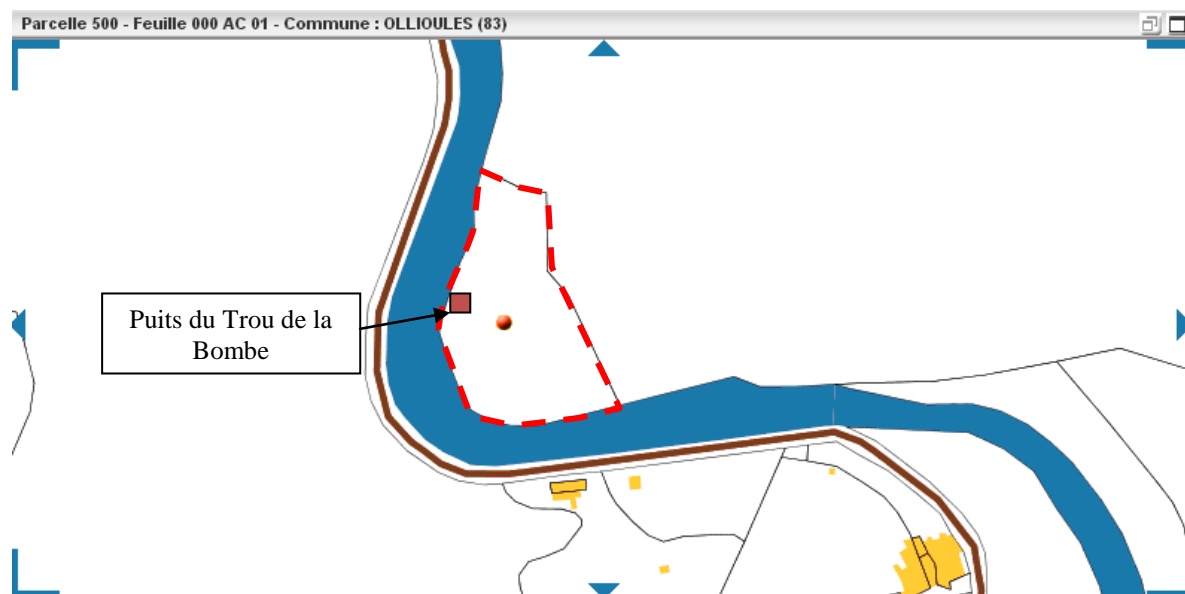 Parcelle 500 - Feuille 000 AC 01 - Commune : OLLIOULES (83)
Puits du Trou de la
Bombe